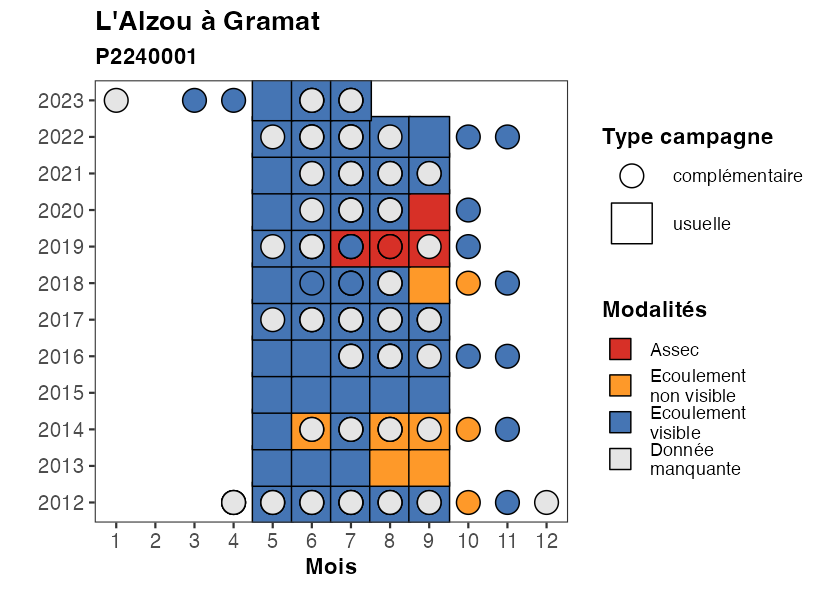 L'Alzou à Gramat
P2240001
2023
2022
2021
2020
2019
2018
2017
2016
2015
2014
2013
2012
1 2 3 4 5 6 7 8 9 10 11 12
Mois
Type campagne
complémentaire
usuelle
Modalités
Assec
Ecoulement
non visible
Ecoulement
visible
Donnée
manquante